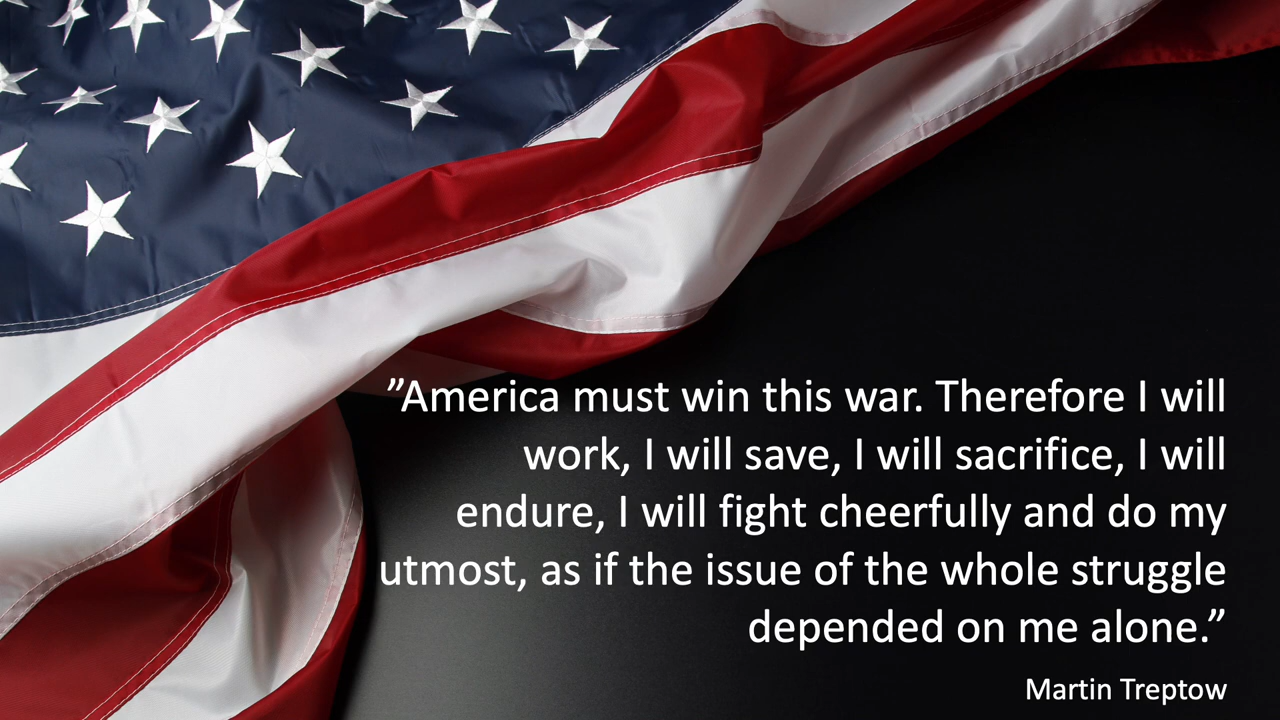 ”America must win this war. Therefore I will
work, I will save, I will sacrifice, I will
endure, I will fight cheerfully and do my
utmost, as if the issue of the whole struggle
depended on me alone.”
Martin Treptow